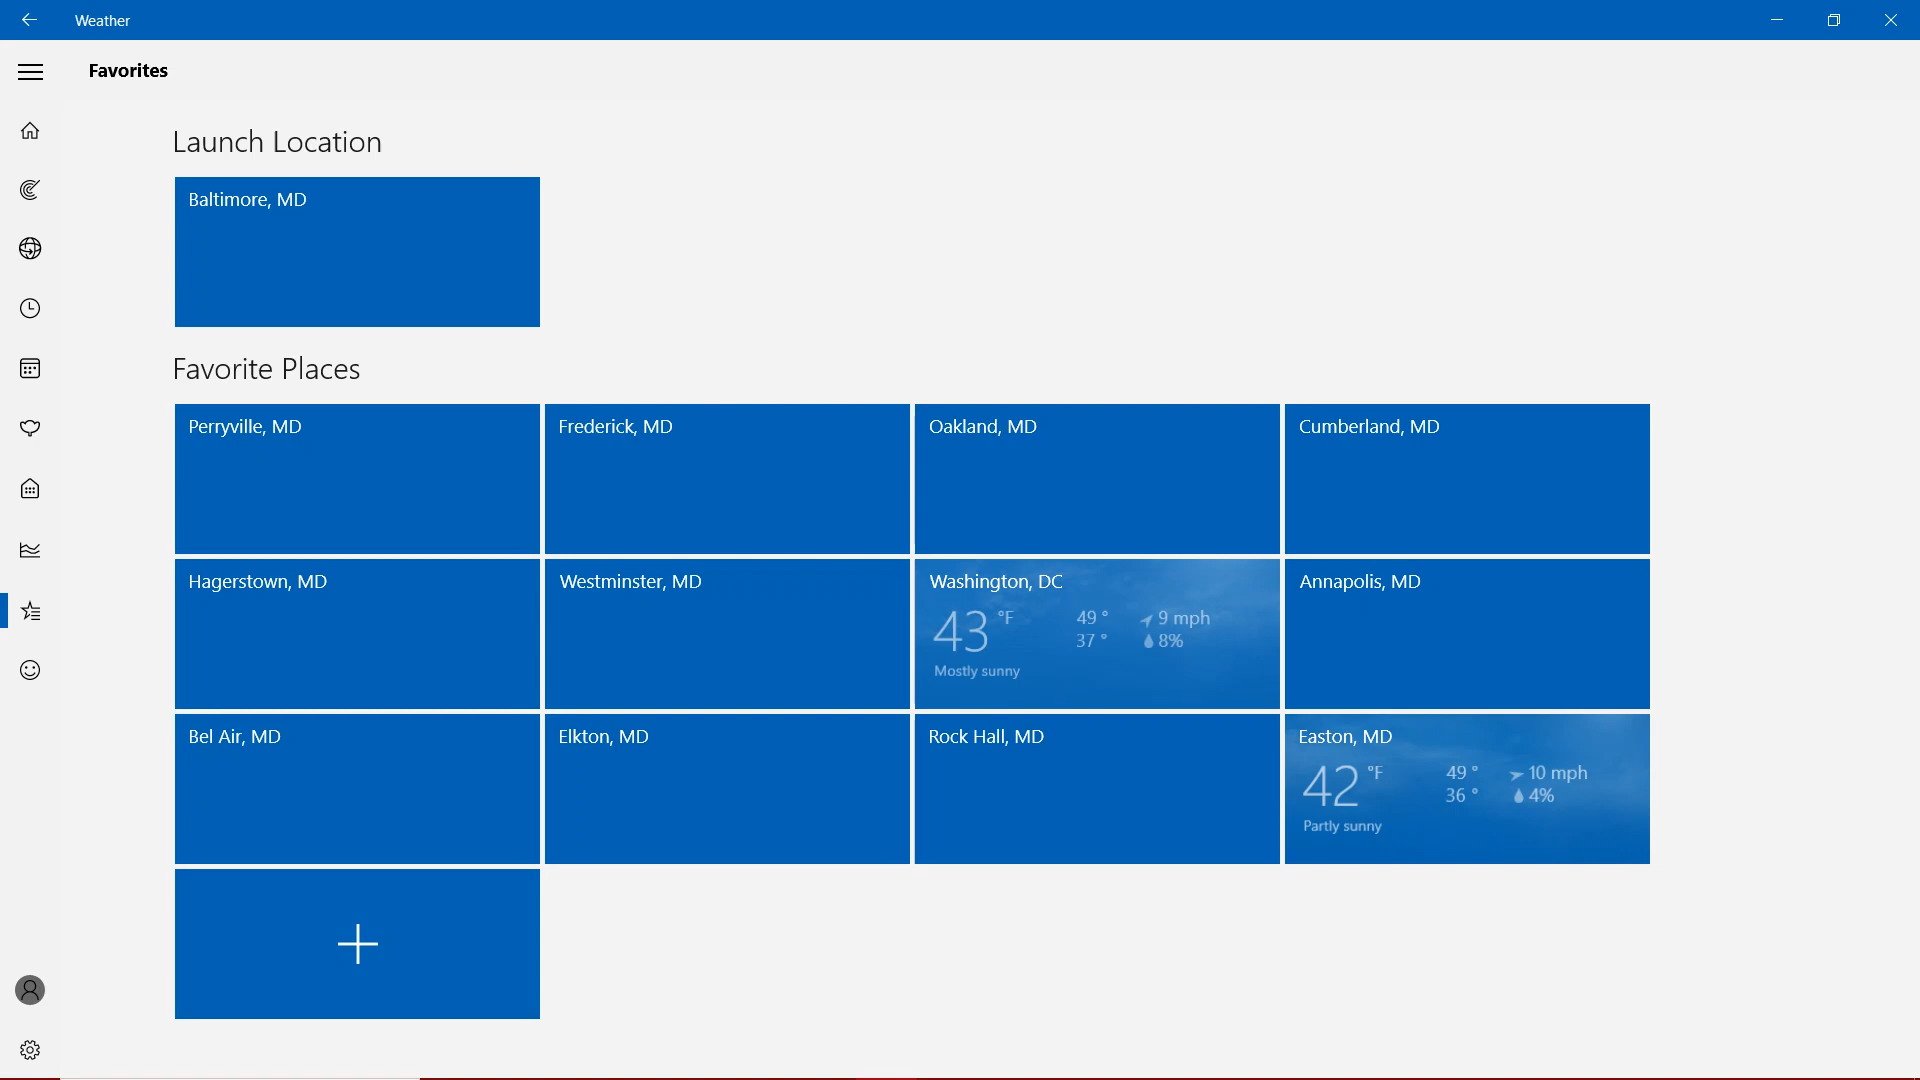 Weather
Favorites
Launch Location
Baltimore, MD
Favorite Places
Perryville, MD
Frederick, MD
Oakland, MD
Cumberland, MD
Hagerstown, MD
Westminster, MD
Washington, DC
43 °F
49 °
9 mph
37 °
8%
Mostly sunny
Annapolis, MD
Bel Air, MD
Elkton, MD
Rock Hall, MD
Easton, MD
42 °F
49 °
10 mph
36 °
4%
Partly sunny